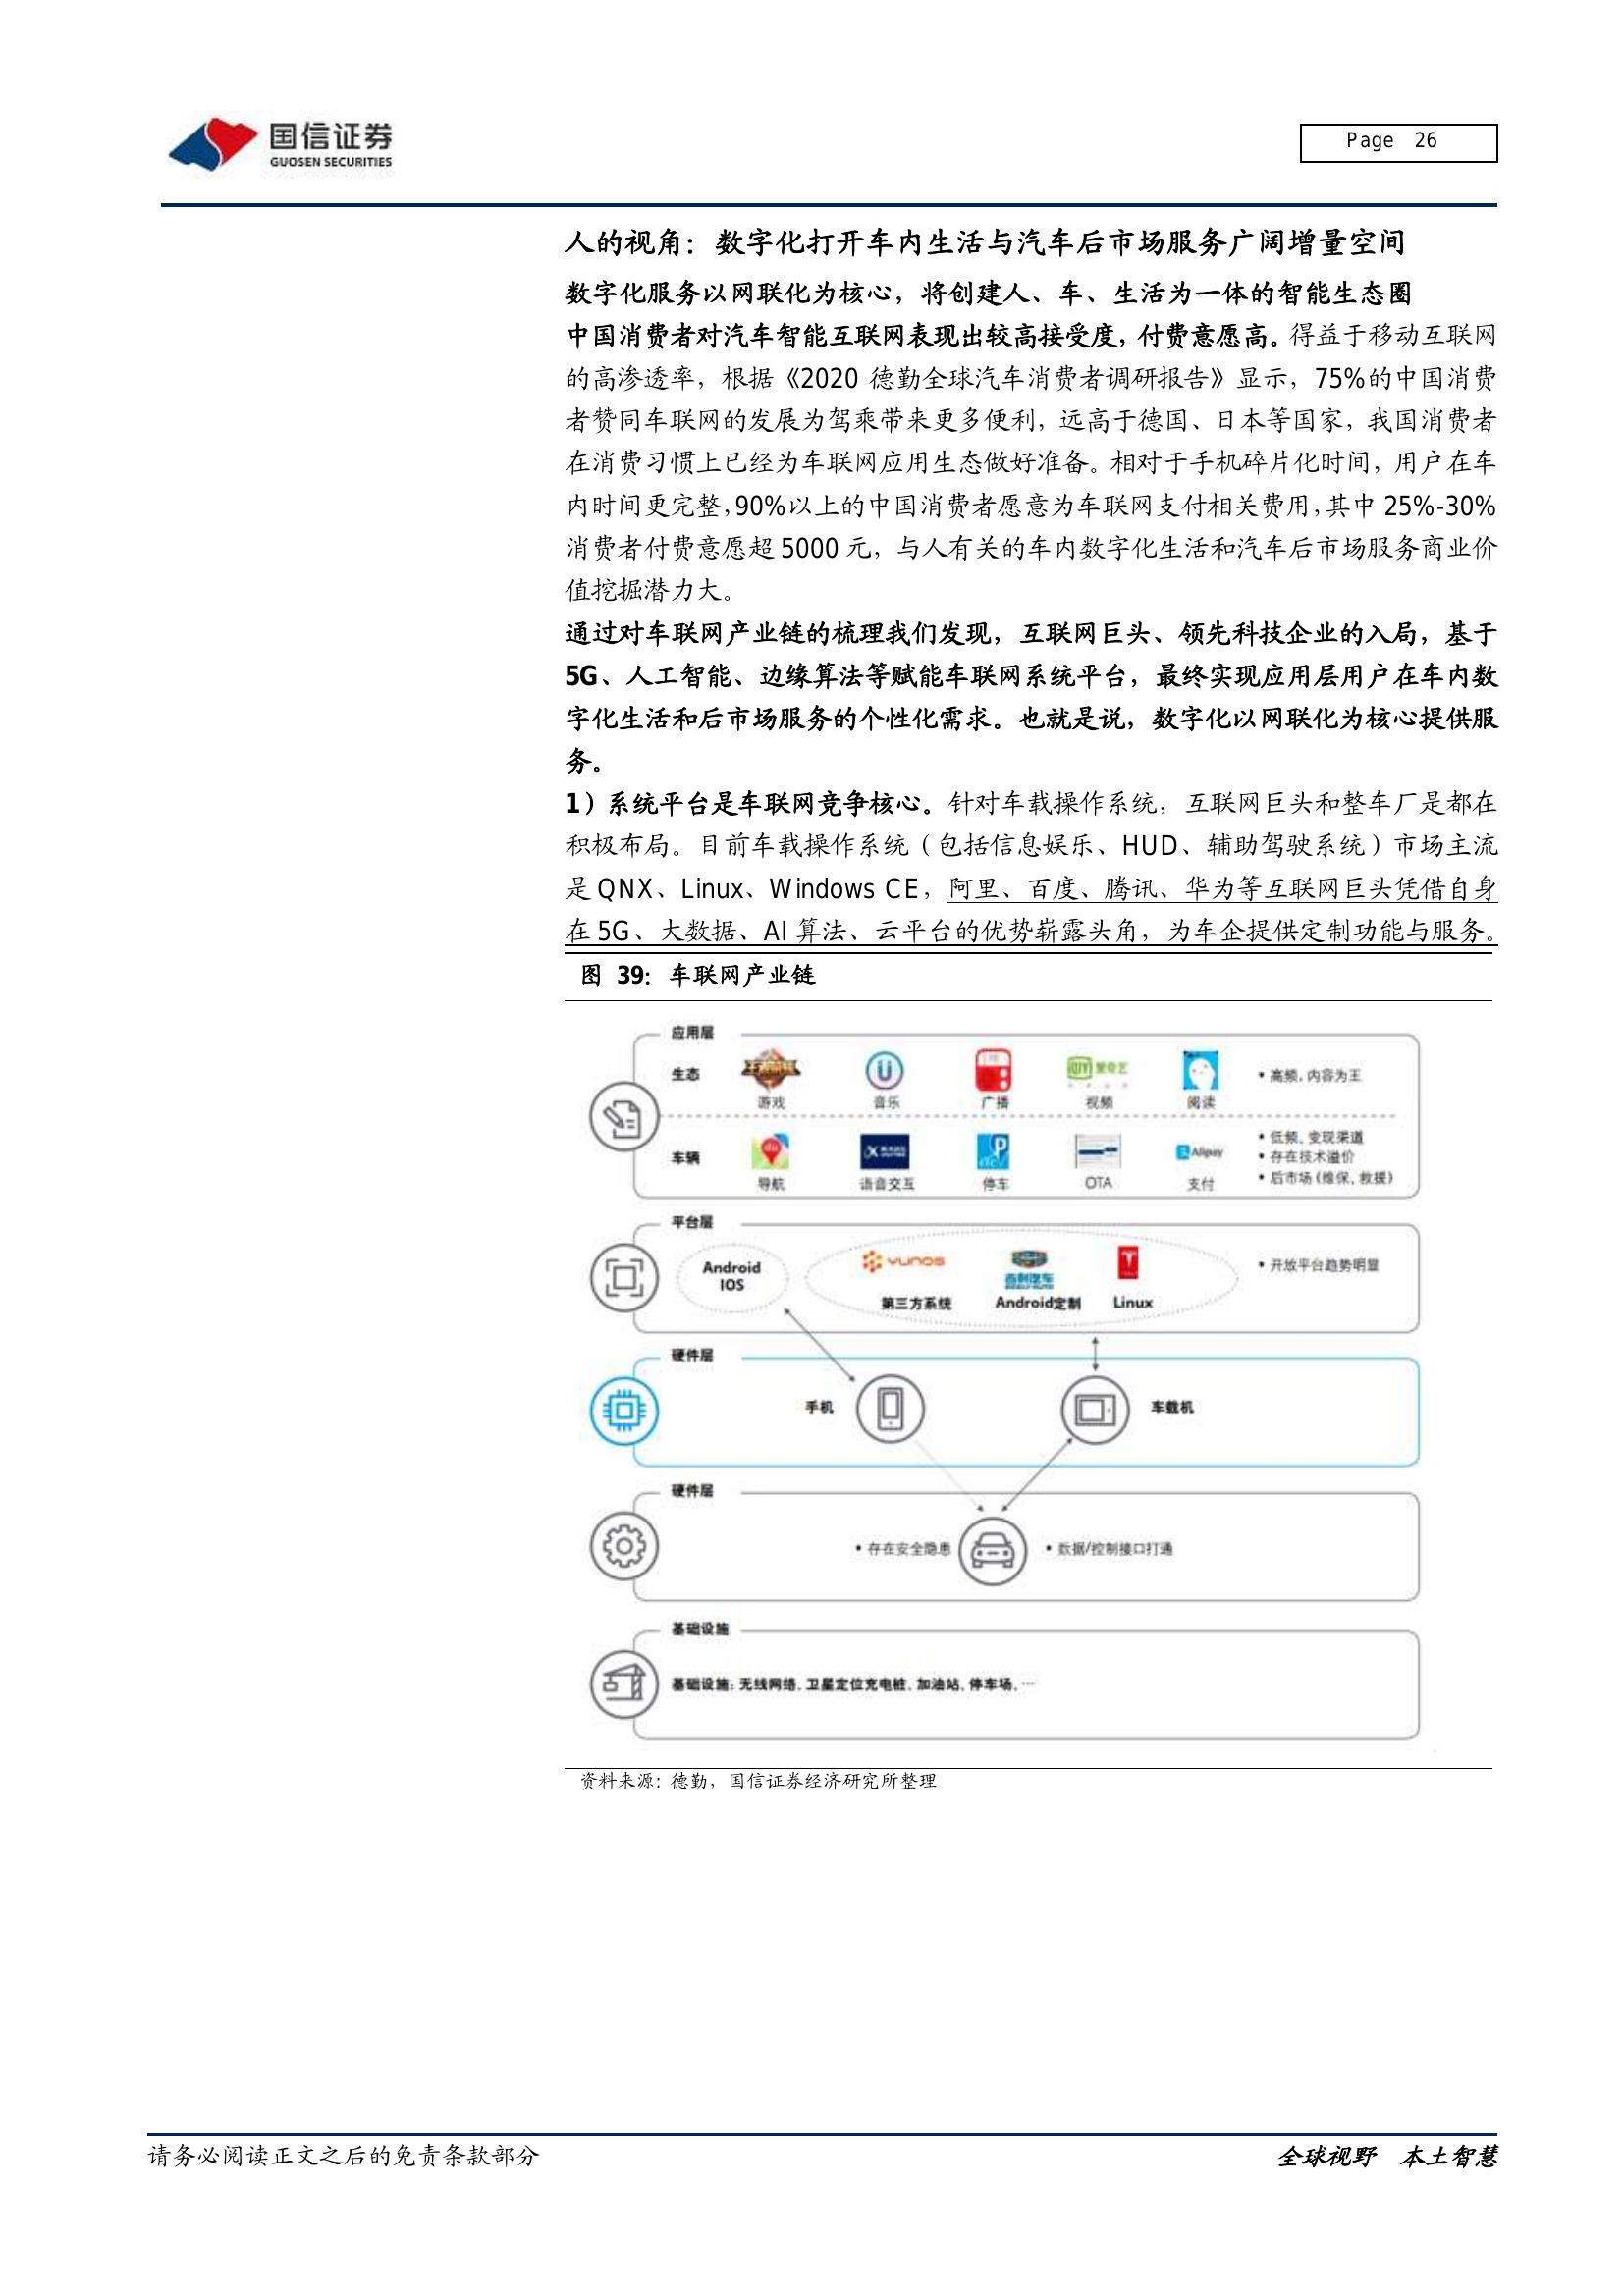 国信证券
GUOSEN SECURITIES
Page 26
人的视角：数字化打开车内生活与汽车后市场服务广阔增量空间
数字化服务以网联化为核心，将创建人、车、生活为一体的智能生态圈
中国消费者对汽车智能互联网表现出较高接受度，付费意愿高。得益于移动互联网
的高渗透率，根据《2020 德勤全球汽车消费者调研报告》显示，75%的中国消费
者赞同车联网的发展为驾乘带来更多便利，远高于德国、日本等国家，我国消费者
在消费习惯上已经为车联网应用生态做好准备。相对于手机碎片化时间，用户在车
内时间更完整，90%以上的中国消费者愿意为车联网支付相关费用，其中 25%-30%
消费者付费意愿超 5000 元，与人有关的车内数字化生活和汽车后市场服务商业价
值挖掘潜力大。
通过对车联网产业链的梳理我们发现，互联网巨头、领先科技企业的入局，基于
5G、人工智能、边缘算法等赋能车联网系统平台，最终实现应用层用户在车内数
字化生活和后市场服务的个性化需求。也就是说，数字化以网联化为核心提供服
务。
1）系统平台是车联网竞争核心。针对车载操作系统，互联网巨头和整车厂是都在
积极布局。目前车载操作系统（包括信息娱乐、HUD、辅助驾驶系统）市场主流
是 QNX、Linux、Windows CE，阿里、百度、腾讯、华为等互联网巨头凭借自身
在 5G、大数据、AI 算法、云平台的优势崭露头角，为车企提供定制功能与服务。
图 39：车联网产业链
应用层
生态
游戏 音乐 广播 视频 阅读
• 高频，内容为王
车辆
Alipay
导航 语音交互 停车 OTA 支付
• 低频、变现渠道
• 存在技术溢价
• 后市场（维保、救援）
平台层
Android
IOS
YUNOS
吉利汽车
第三方系统 Android定制 Linux
• 开放平台趋势明显
硬件层
手机 车载机
硬件层
• 存在安全隐患 • 数据/控制接口打通
基础设施
基础设施：无线网络、卫星定位充电桩、加油站、停车场、…
资料来源：德勤，国信证券经济研究所整理
请务必阅读正文之后的免责条款部分
全球视野 本土智慧